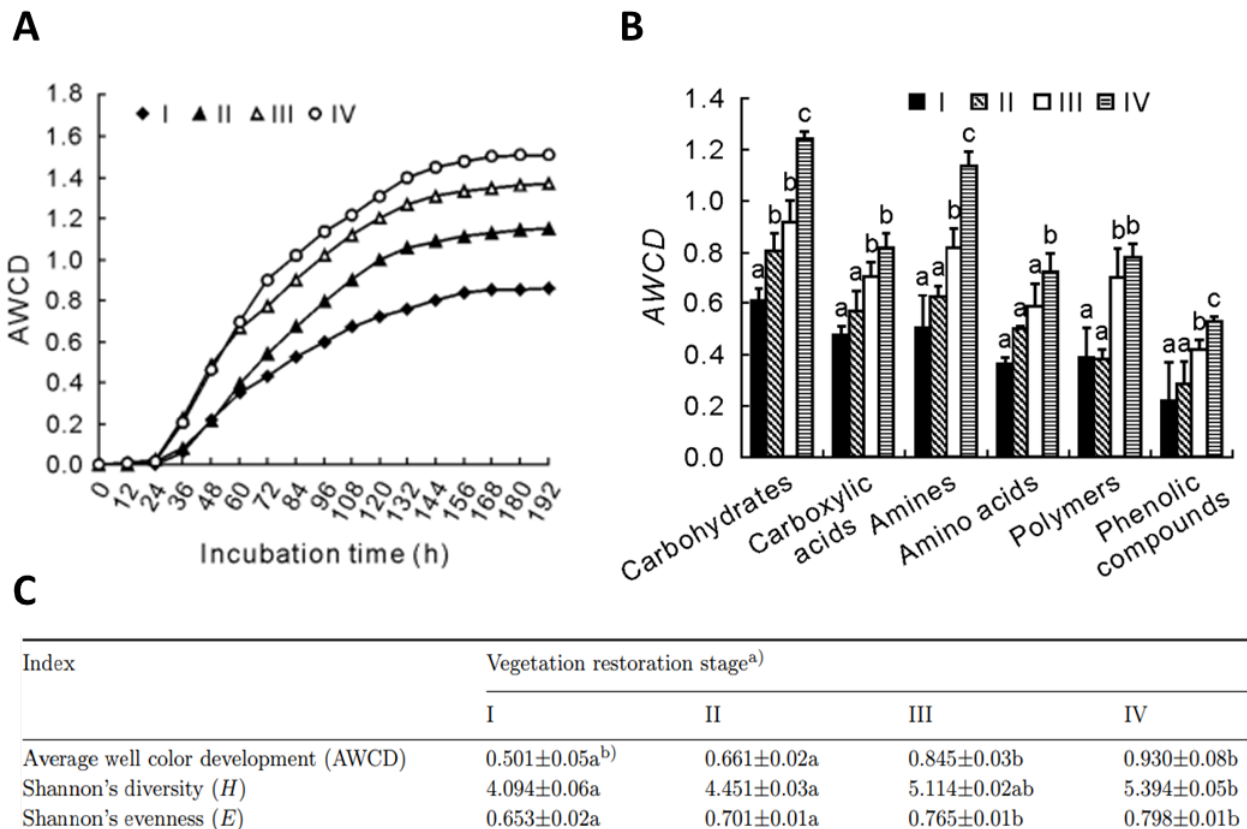 A
B
1.8
1.6
1.4
1.2
1.0
0.8
0.6
0.4
0.2
0.0
AWCD
I II III IV
0 12 24 36 48 60 72 84 96 108 120 132 144 156 168 180 192
Incubation time (h)
1.4
1.2
1.0
0.8
0.6
0.4
0.2
0.0
AWCD
I II III IV
a b b c
a a b c
a a b c
a a a b
a a b b
a a b c
Carbohydrates
Carboxylic
acids
Amines
Amino acids
Polymers
Phenolic
compounds
C
Index Vegetation restoration stage a)
I II III IV
Average well color development (AWCD) 0.501±0.05a b) 0.661±0.02a 0.845±0.03b 0.930±0.08b
Shannon's diversity (H) 4.094±0.06a 4.451±0.03a 5.114±0.02ab 5.394±0.05b
Shannon's evenness (E) 0.653±0.02a 0.701±0.01a 0.765±0.01b 0.798±0.01b